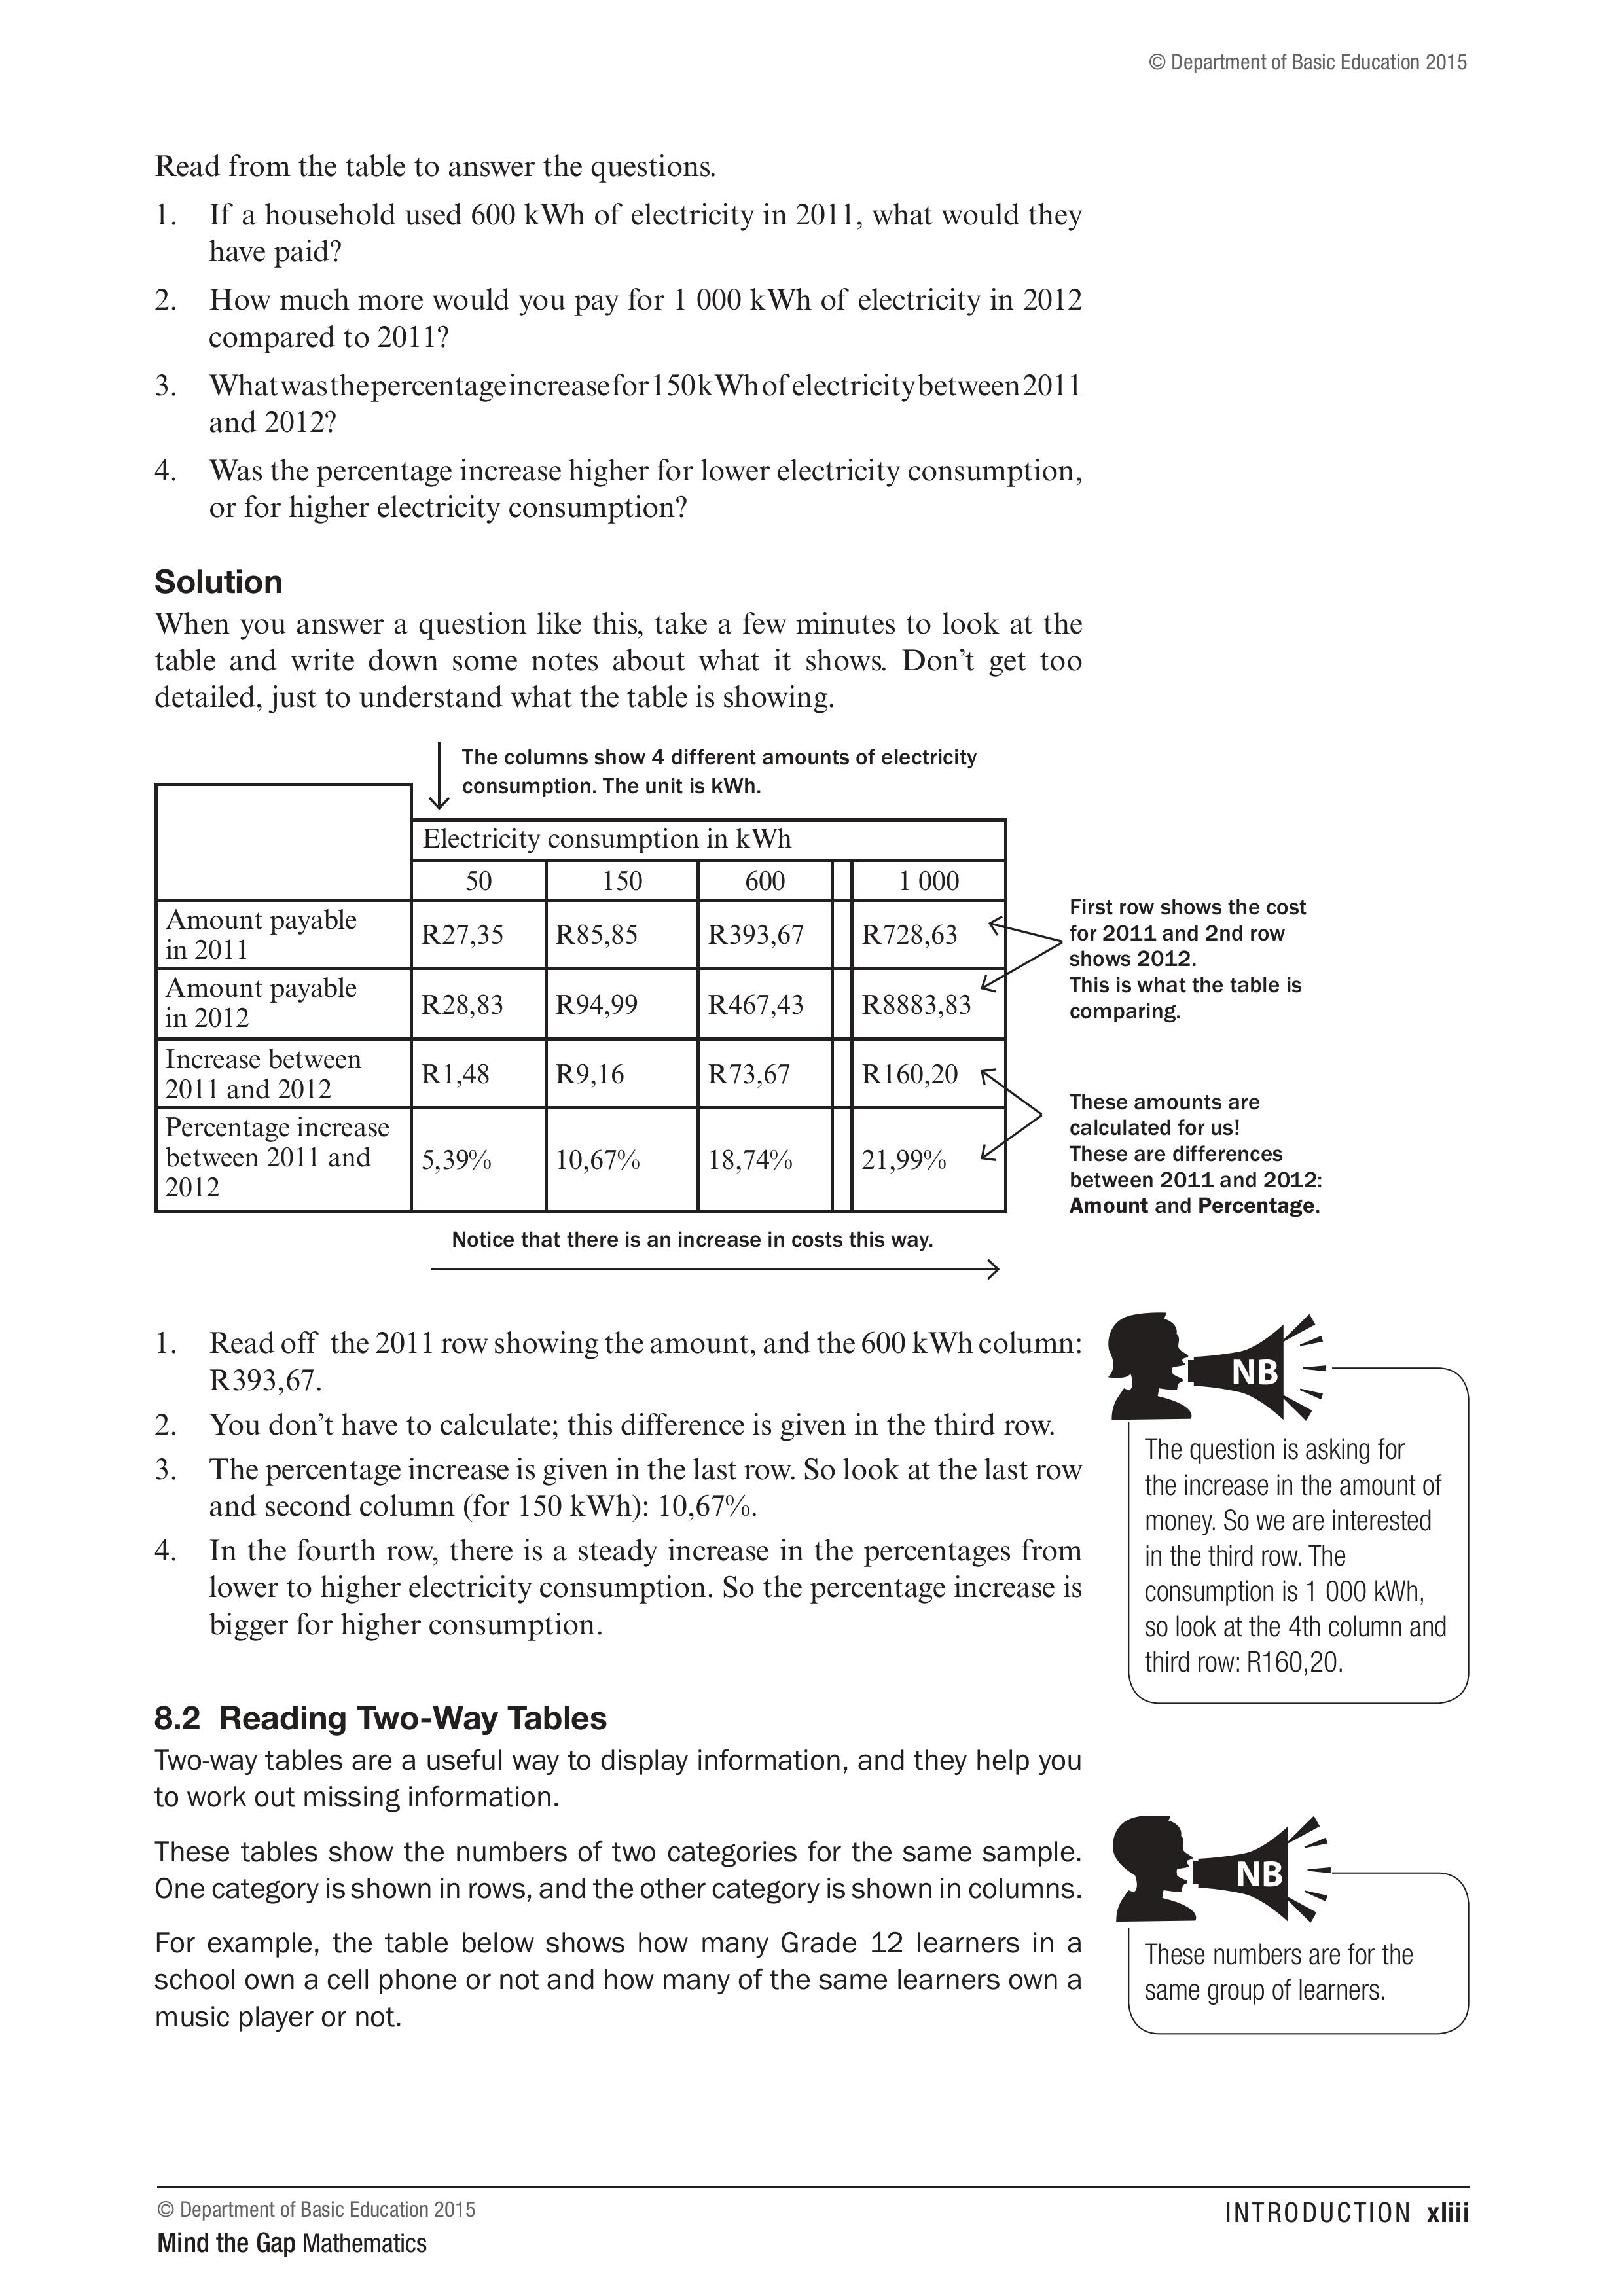 © Department of Basic Education 2015
Read from the table to answer the questions.
1. If a household used 600 kWh of electricity in 2011, what would they
have paid?
2. How much more would you pay for 1 000 kWh of electricity in 2012
compared to 2011?
3. What was the percentage increase for 150 kWh of electricity between 2011
and 2012?
4. Was the percentage increase higher for lower electricity consumption,
or for higher electricity consumption?
Solution
When you answer a question like this, take a few minutes to look at the
table and write down some notes about what it shows. Don’t get too
detailed, just to understand what the table is showing.
The columns show 4 different amounts of electricity
consumption. The unit is kWh.
Electricity consumption in kWh
50 150 600 1 000
Amount payable
in 2011
R27,35 R85,85 R393,67 R728,63
Amount payable
in 2012
R28,83 R94,99 R467,43 R8883,83
Increase between
2011 and 2012
R1,48 R9,16 R73,67 R160,20
Percentage increase
between 2011 and
2012
5,39% 10,67% 18,74% 21,99%
First row shows the cost
for 2011 and 2nd row
shows 2012.
This is what the table is
comparing.
These amounts are
calculated for us!
These are differences
between 2011 and 2012:
Amount and Percentage.
Notice that there is an increase in costs this way.
1. Read off the 2011 row showing the amount, and the 600 kWh column:
R393,67.
2. You don’t have to calculate; this difference is given in the third row.
3. The percentage increase is given in the last row. So look at the last row
and second column (for 150 kWh): 10,67%.
4. In the fourth row, there is a steady increase in the percentages from
lower to higher electricity consumption. So the percentage increase is
bigger for higher consumption.
NB
The question is asking for
the increase in the amount of
money. So we are interested
in the third row. The
consumption is 1 000 kWh,
so look at the 4th column and
third row: R160,20.
8.2 Reading Two-Way Tables
Two-way tables are a useful way to display information, and they help you
to work out missing information.
These tables show the numbers of two categories for the same sample.
One category is shown in rows, and the other category is shown in columns.
For example, the table below shows how many Grade 12 learners in a
school own a cell phone or not and how many of the same learners own a
music player or not.
NB
These numbers are for the
same group of learners.
© Department of Basic Education 2015
Mind the Gap Mathematics
INTRODUCTION xliii